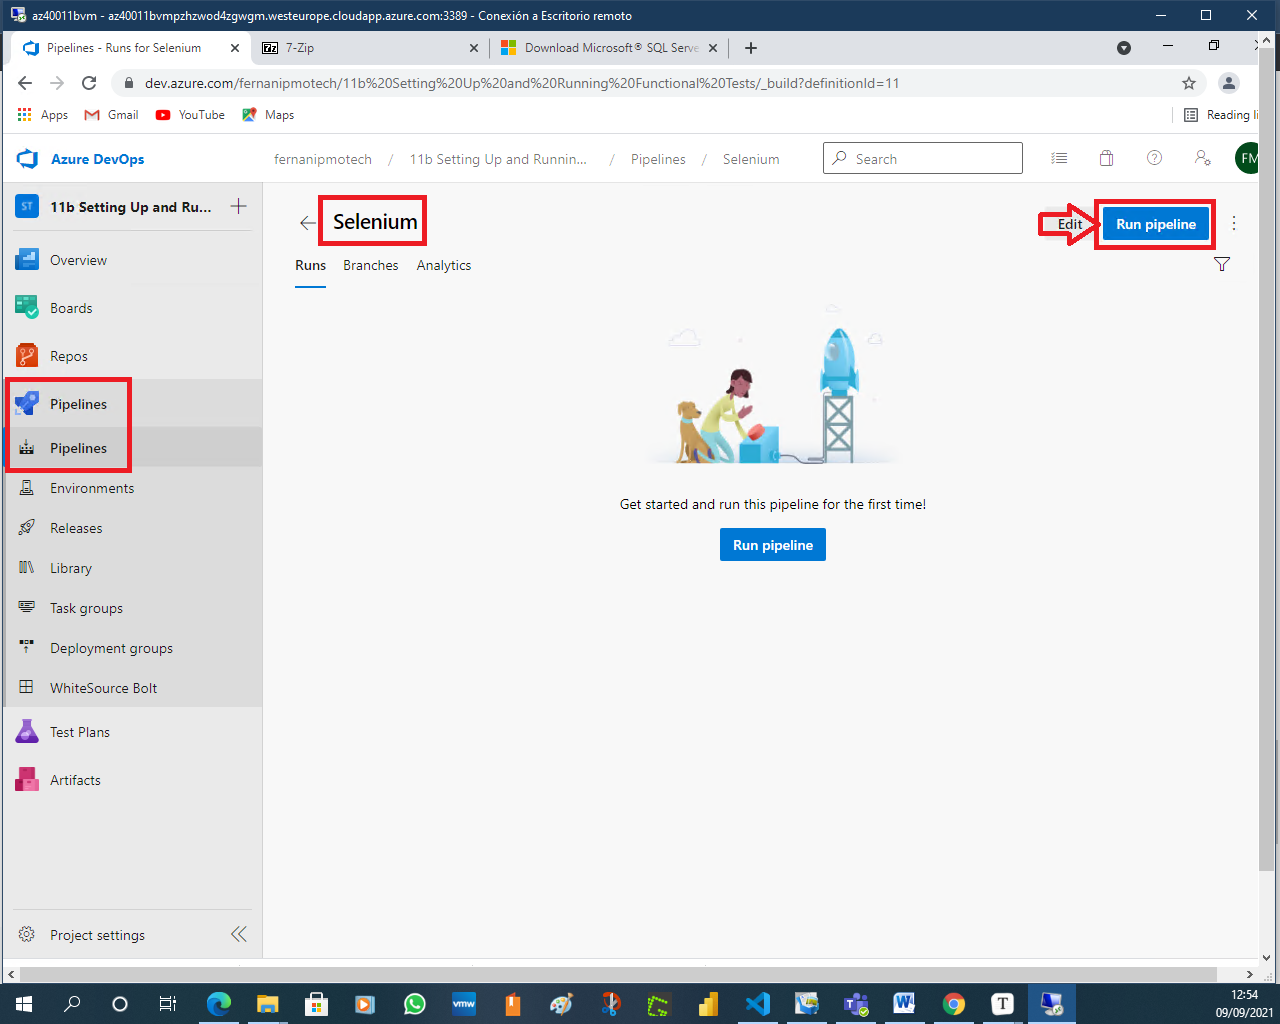 az40011bvm - az40011bvmpzhzwod4zgwgm.westeurope.cloudapp.azure.com:3389 - Conexión a Escritorio remoto
Pipelines - Runs for Selenium
7z 7-Zip
Download Microsoft® SQL Serve
dev.azure.com/fernanipmotech/11b%20Setting%20Up%20and%20Running%20Functional%20Tests/_build?definitionId=11
Apps Gmail YouTube Maps Reading li
Azure DevOps
fernanipmotech / 11b Setting Up and Runnin... / Pipelines / Selenium
Search
FM
ST 11b Setting Up and Ru...
Overview
Boards
Repos
Pipelines
Pipelines
Environments
Releases
Library
Task groups
Deployment groups
WhiteSource Bolt
Test Plans
Artifacts
Project settings
Selenium
Edit
Run pipeline
Runs Branches Analytics
Get started and run this pipeline for the first time!
Run pipeline
vmw
W
T
12:54
09/09/2021